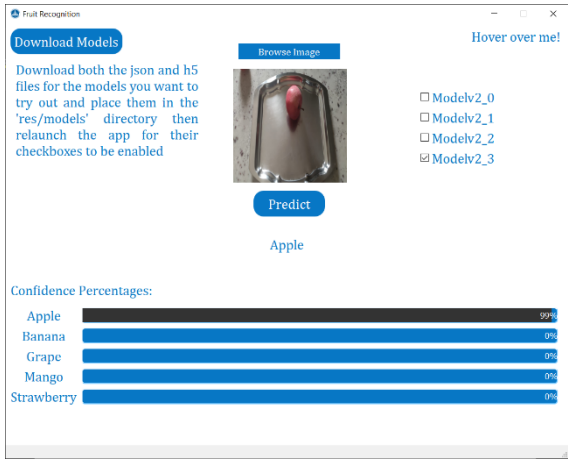 Fruit Recognition
Download Models
Browse Image
Hover over me!
Download both the json and h5
files for the models you want to
try out and place them in the
'res/models' directory then
relaunch the app for their
checkboxes to be enabled
Modelv2_0
Modelv2_1
Modelv2_2
Modelv2_3
Predict
Apple
Confidence Percentages:
Apple 99%
Banana 0%
Grape 0%
Mango 0%
Strawberry 0%